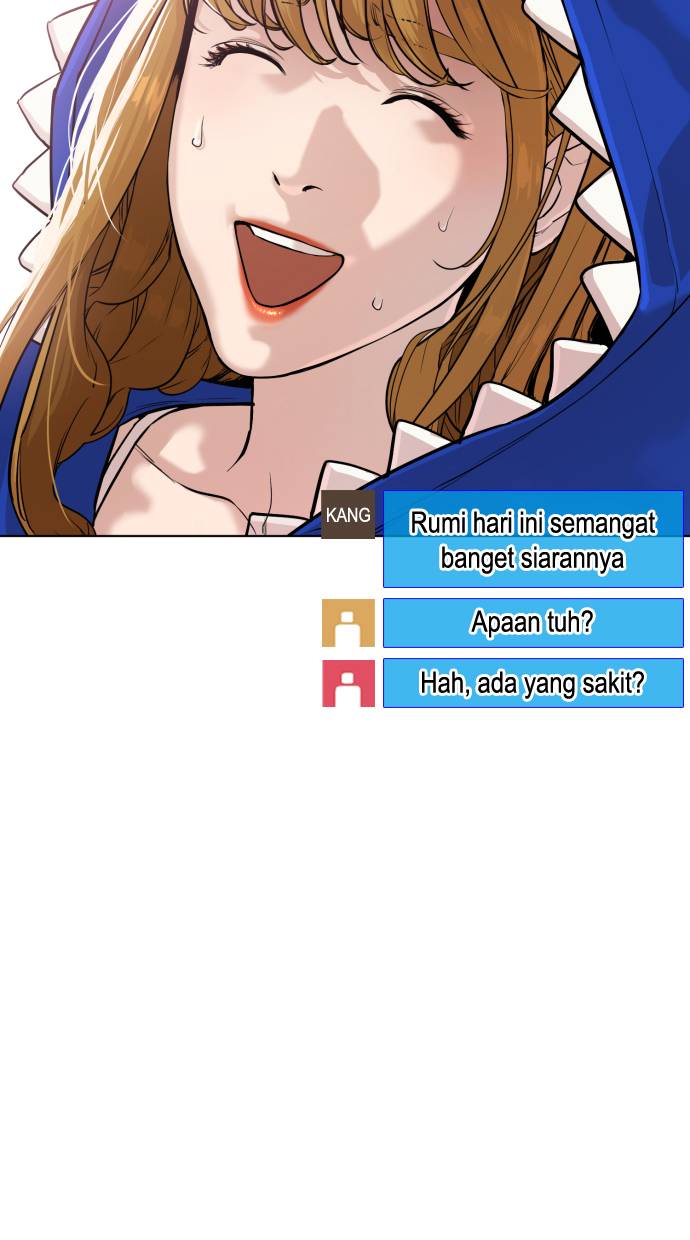 KANG
Rumi hari ini semangat
banget siarannya
Apaan tuh?
Hah, ada yang sakit?